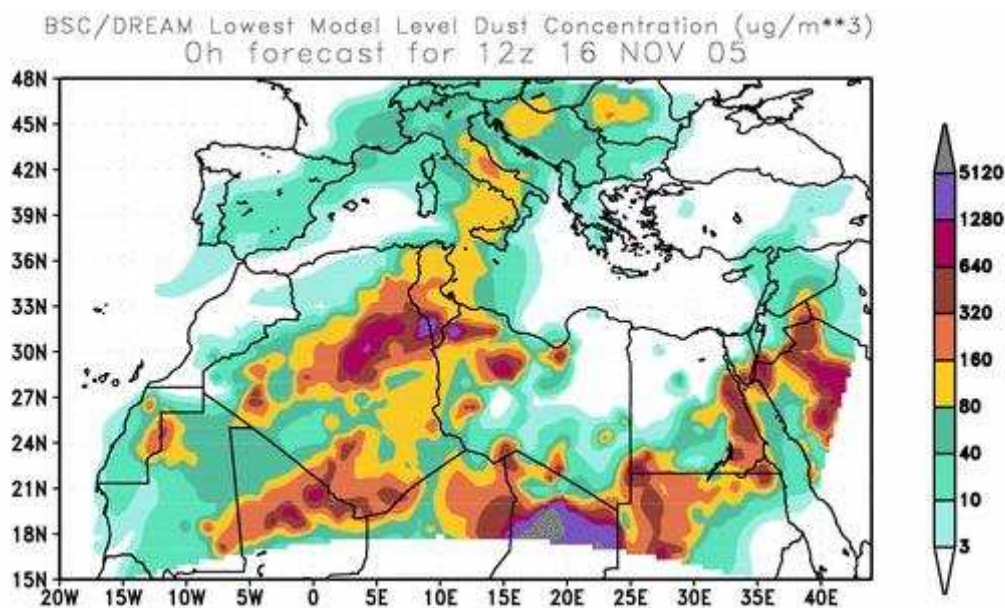 BSC/DREAM Lowest Model Level Dust Concentration (ug/m**3)
0h forecast for 12z 16 NOV 05
48N
45N
42N
39N
36N
33N
30N
27N
24N
21N
18N
15N
20W 15W 10W 5W 0 5E 10E 15E 20E 25E 30E 35E 40E
5120
1280
640
320
160
80
40
10
3